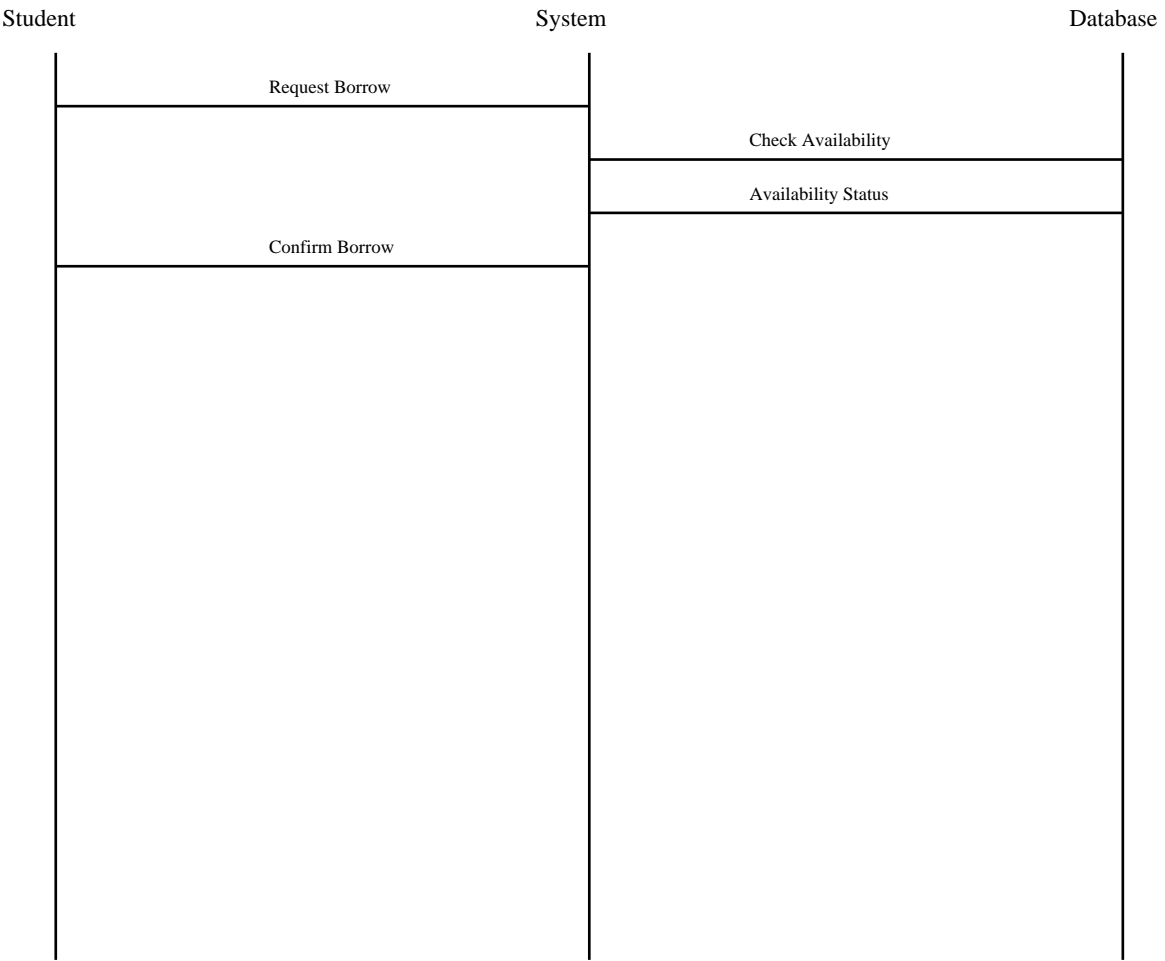 Student System Database
Request Borrow
Check Availability
Availability Status
Confirm Borrow